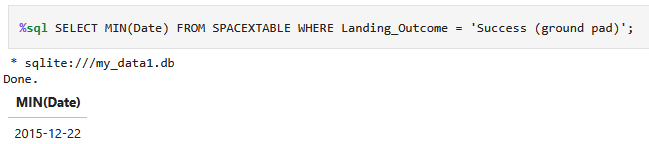 %sql SELECT MIN(Date) FROM SPACEXTABLE WHERE Landing_Outcome = 'Success (ground pad)';
* sqlite:///my_data1.db
Done.
MIN(Date)
2015-12-22